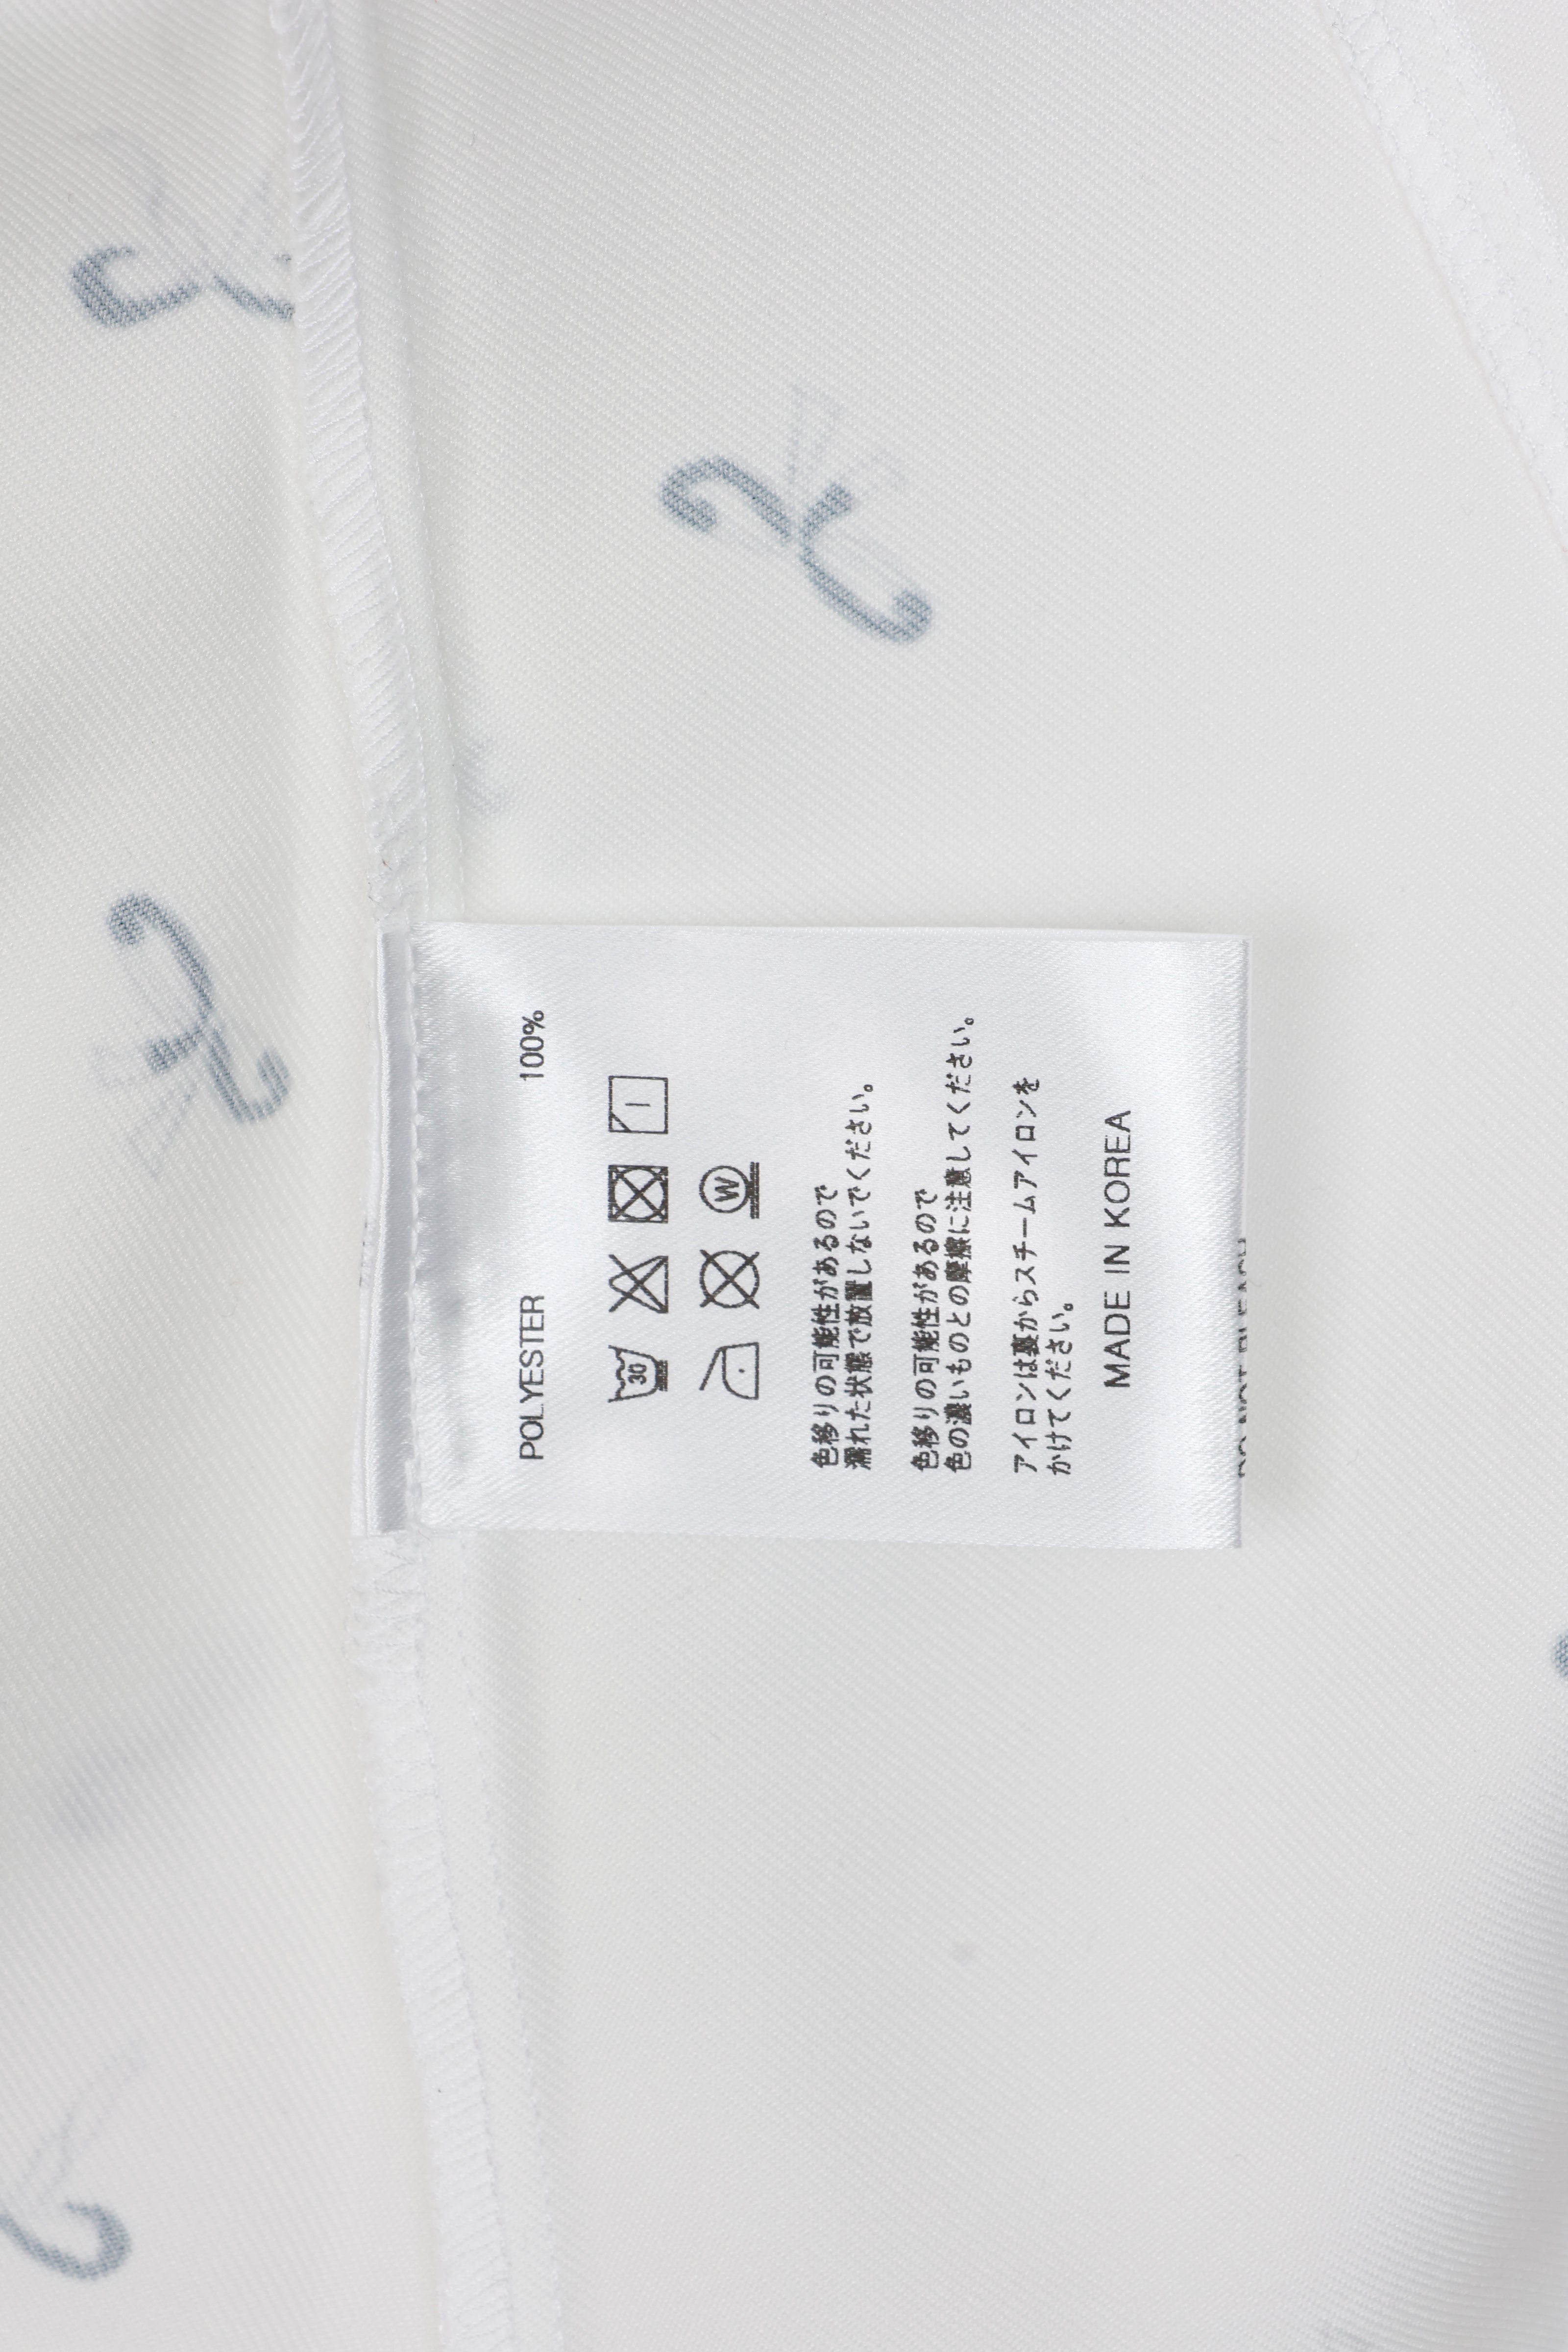 POLYESTER 100%
30
W
色移りの可能性があるので
濡れた状態で放置しないでください。
色移りの可能性があるので
色の濃いものとの摩擦に注意してください。
アイロンは裏からスチームアイロンを
かけてください。
MADE IN KOREA